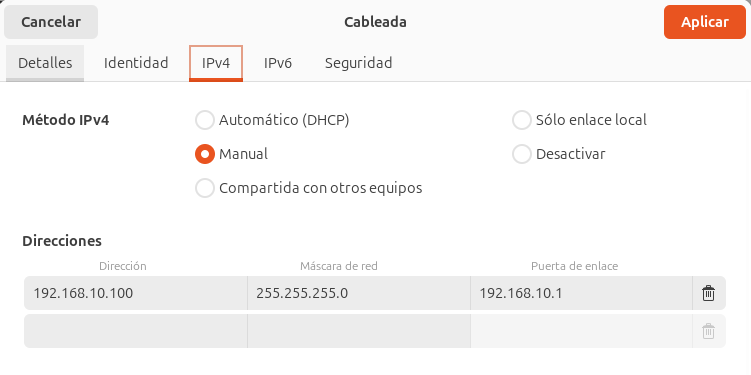 Cancelar Cableada Aplicar
Detalles Identidad IPv4 IPv6 Seguridad
Método IPv4 Automático (DHCP) Sólo enlace local
Manual Desactivar
Compartida con otros equipos
Direcciones
Dirección Máscara de red Puerta de enlace
192.168.10.100 255.255.255.0 192.168.10.1